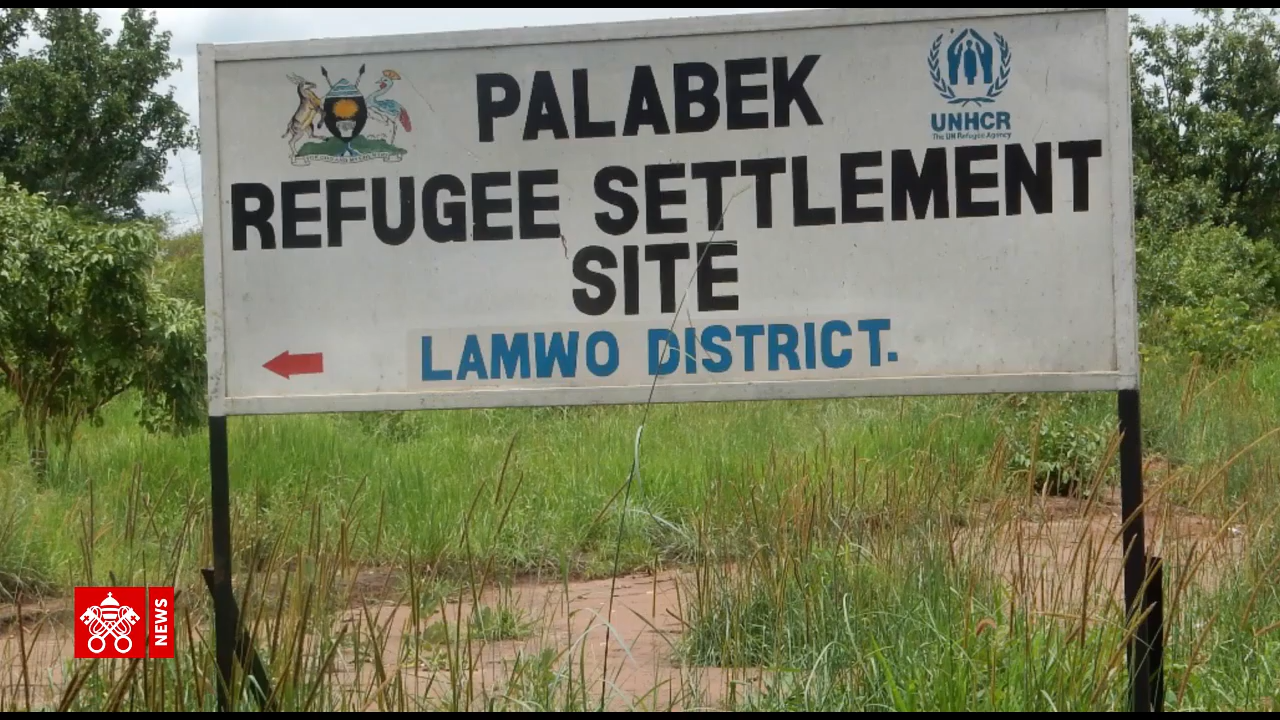 PALABEK
UNHCR
The UN Refugee Agency
REFUGEE SETTLEMENT
SITE
LAMWO DISTRICT.
NEWS